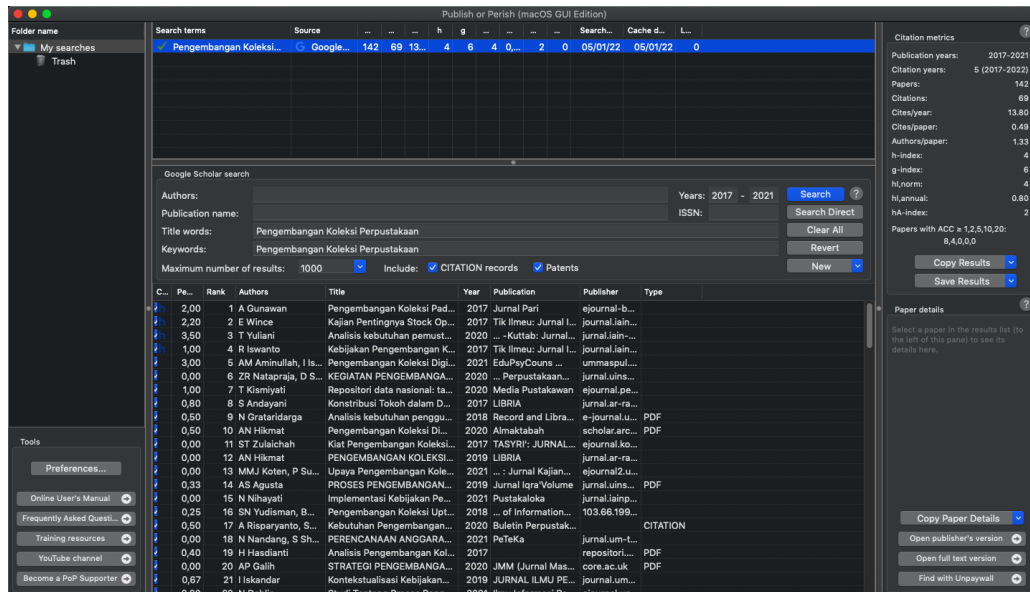 Publish or Perish (macOS GUI Edition)
Folder name
My searches
Trash
Search terms Source ... ... ... h g ... ... ... ... Search... Cache d... L...
Pengembangan Koleksi... Google... 142 69 13... 4 6 4 0,... 2 0 05/01/22 05/01/22 0
Google Scholar search
Authors: Years: 2017 - 2021 Search ?
Publication name: ISSN: Search Direct
Title words: Pengembangan Koleksi Perpustakaan Clear All
Keywords: Pengembangan Koleksi Perpustakaan Revert
Maximum number of results: 1000 Include: CITATION records Patents New
C... Pe... Rank Authors Title Year Publication Publisher Type
h 2,00 1 A Gunawan Pengembangan Koleksi Pad... 2017 Jurnal Pari ejournal-b...
h 2,20 2 E Wince Kajian Pentingnya Stock Op... 2017 Tik Ilmeu: Jurnal I... journal.iain...
h 3,50 3 T Yuliani Analisis kebutuhan pemust... 2020 ... -Kuttab: Jurnal... jurnal.iain-...
h 1,00 4 R Iswanto Kebijakan Pengembangan K... 2017 Tik Ilmeu: Jurnal I... journal.iain...
3,00 5 AM Aminullah, I Is... Pengembangan Koleksi Digi... 2021 EduPsyCouns ... ummaspul....
0,00 6 ZR Natapraja, D S... KEGIATAN PENGEMBANGA... 2020 ... Perpustakaan... jurnal.uins...
1,00 7 T Kismiyati Repositori data nasional: ta... 2020 Media Pustakawan ejournal.pe...
0,80 8 S Andayani Konstribusi Tokoh dalam D... 2017 LIBRIA jurnal.ar-ra...
0,50 9 N Grataridarga Analisis kebutuhan penggu... 2018 Record and Libra... e-journal.u... PDF
0,50 10 AN Hikmat Pengembangan Koleksi Di... 2020 Almaktabah scholar.arc... PDF
0,00 11 ST Zulaichah Kiat Pengembangan Koleksi... 2017 TASYRI': JURNAL... ejournal.ko...
0,00 12 AN Hikmat PENGEMBANGAN KOLEKSI... 2019 LIBRIA jurnal.ar-ra...
0,00 13 MMJ Koten, P Su... Upaya Pengembangan Kole... 2021 ... : Jurnal Kajian... ejournal2.u...
0,33 14 AS Agusta PROSES PENGEMBANGAN... 2019 Jurnal Iqra'Volume jurnal.uins... PDF
0,00 15 N Nihayati Implementasi Kebijakan Pe... 2021 Pustakaloka jurnal.iainp...
0,25 16 SN Yudisman, B... Pengembangan Koleksi Upt... 2018 ... of Information... 103.66.199...
0,50 17 A Risparyanto, S... Kebutuhan Pengembangan... 2020 Buletin Perpustak... CITATION
0,00 18 N Nandang, S Sh... PERENCANAAN ANGGARA... 2021 PeTeKa jurnal.um-t...
0,40 19 H Hasdianti Analisis Pengembangan Kol... 2017 repositori.... PDF
0,00 20 AP Galih STRATEGI PENGEMBANGA... 2020 JMM (Jurnal Mas... core.ac.uk PDF
0,67 21 I Iskandar Kontekstualisasi Kebijakan... 2019 JURNAL ILMU PE... journal.um...
Tools
Preferences...
Online User's Manual
Frequently Asked Questi...
Training resources
YouTube channel
Become a PoP Supporter
Citation metrics ?
Publication years: 2017-2021
Citation years: 5 (2017-2022)
Papers: 142
Citations: 69
Cites/year: 13.80
Cites/paper: 0.49
Authors/paper: 1.33
h-index: 4
g-index: 6
hI,norm: 4
hI,annual: 0.80
hA-index: 2
Papers with ACC ≥ 1,2,5,10,20:
8,4,0,0,0
Copy Results
Save Results
Paper details ?
Select a paper in the results list (to
the left of this pane) to see its
details here.
Copy Paper Details
Open publisher's version
Open full text version
Find with Unpaywall